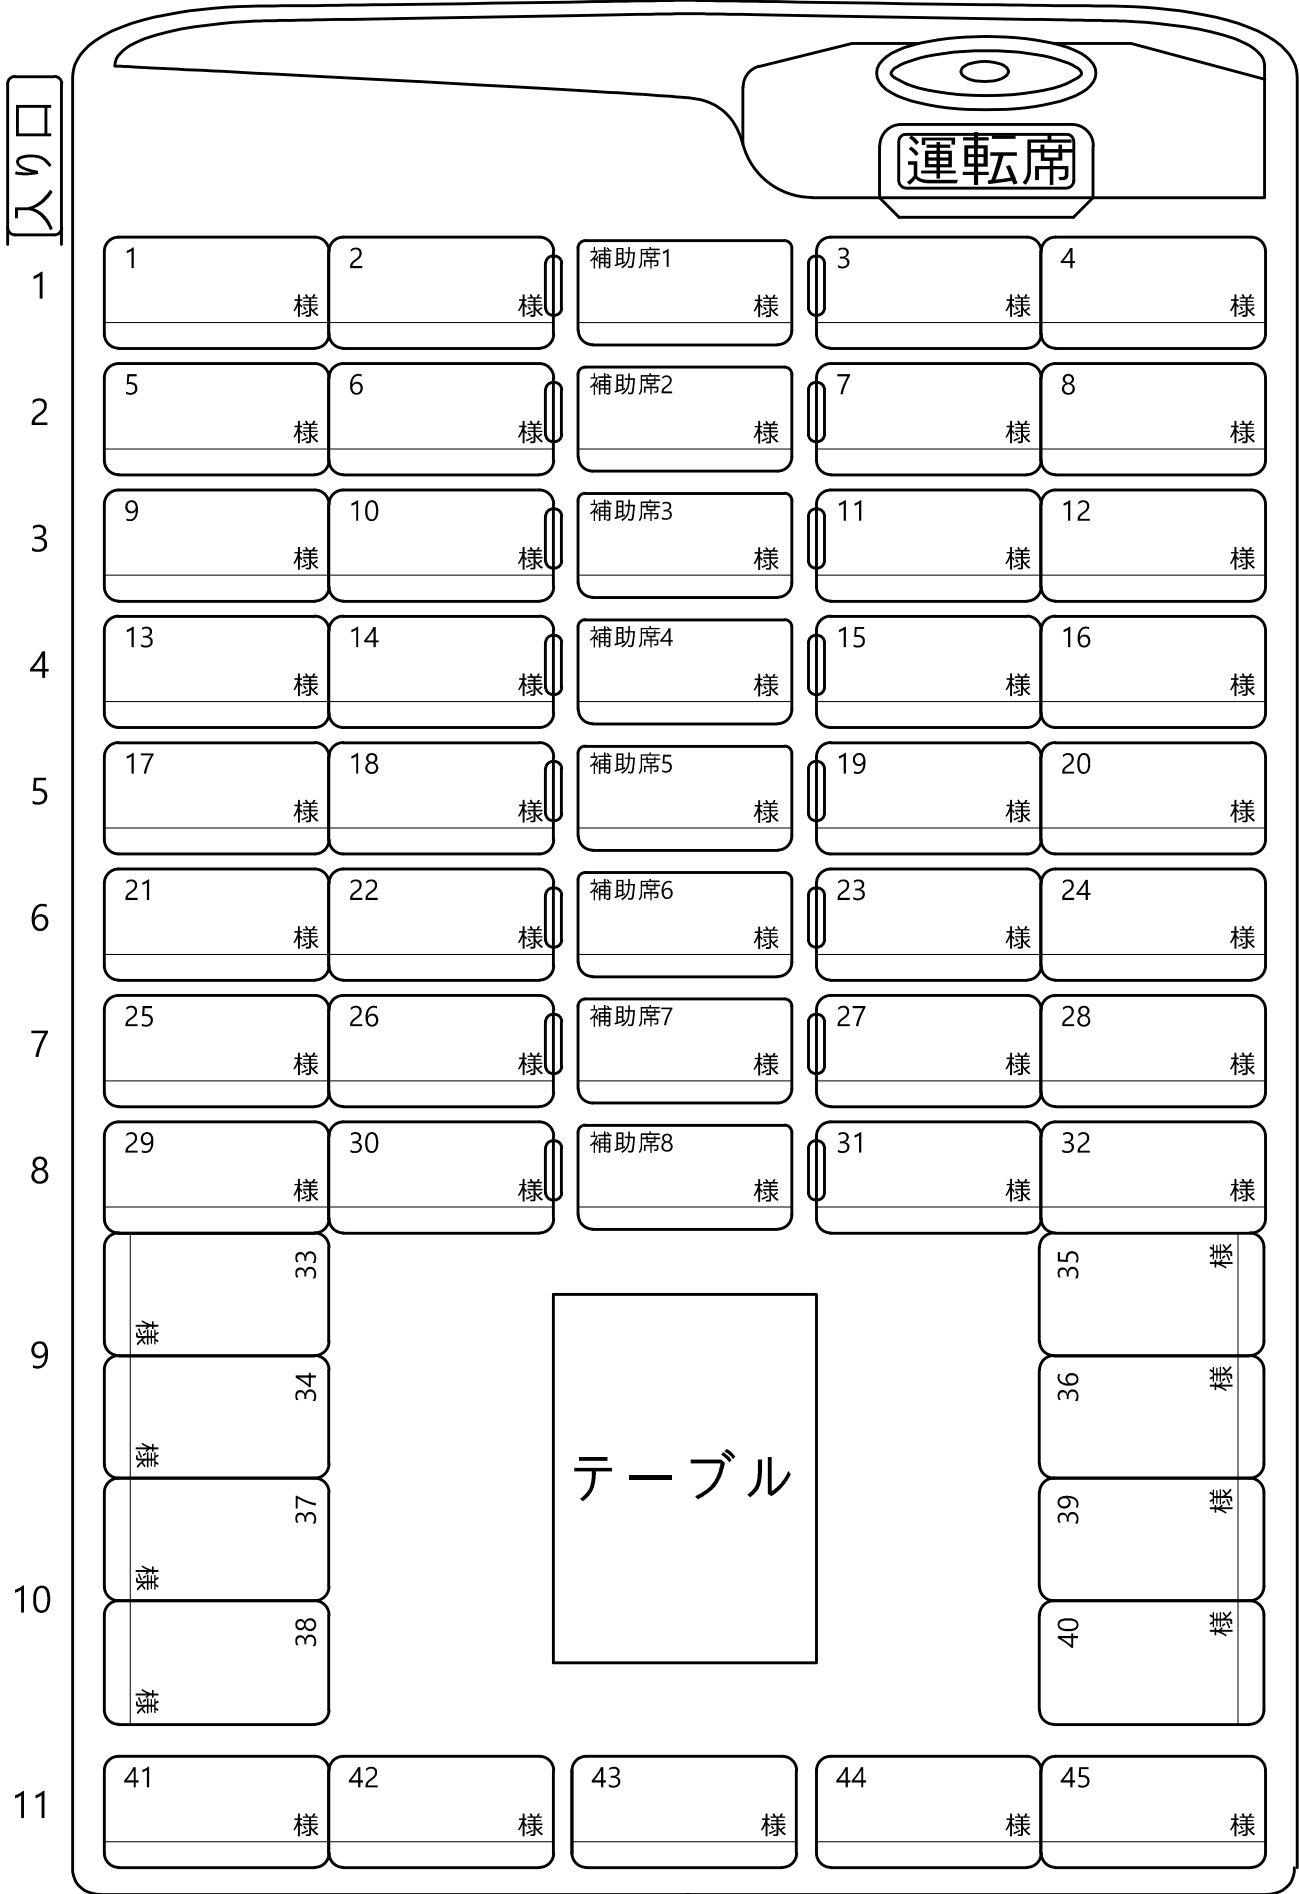 入り口
運転席
1 1 様 2 様 補助席1 様 3 様 4 様
2 5 様 6 様 補助席2 様 7 様 8 様
3 9 様 10 様 補助席3 様 11 様 12 様
4 13 様 14 様 補助席4 様 15 様 16 様
5 17 様 18 様 補助席5 様 19 様 20 様
6 21 様 22 様 補助席6 様 23 様 24 様
7 25 様 26 様 補助席7 様 27 様 28 様
8 29 様 30 様 補助席8 様 31 様 32 様
9
33 様
34 様
35 様
36 様
テーブル
10
37 様
38 様
39 様
40 様
11 41 様 42 様 43 様 44 様 45 様